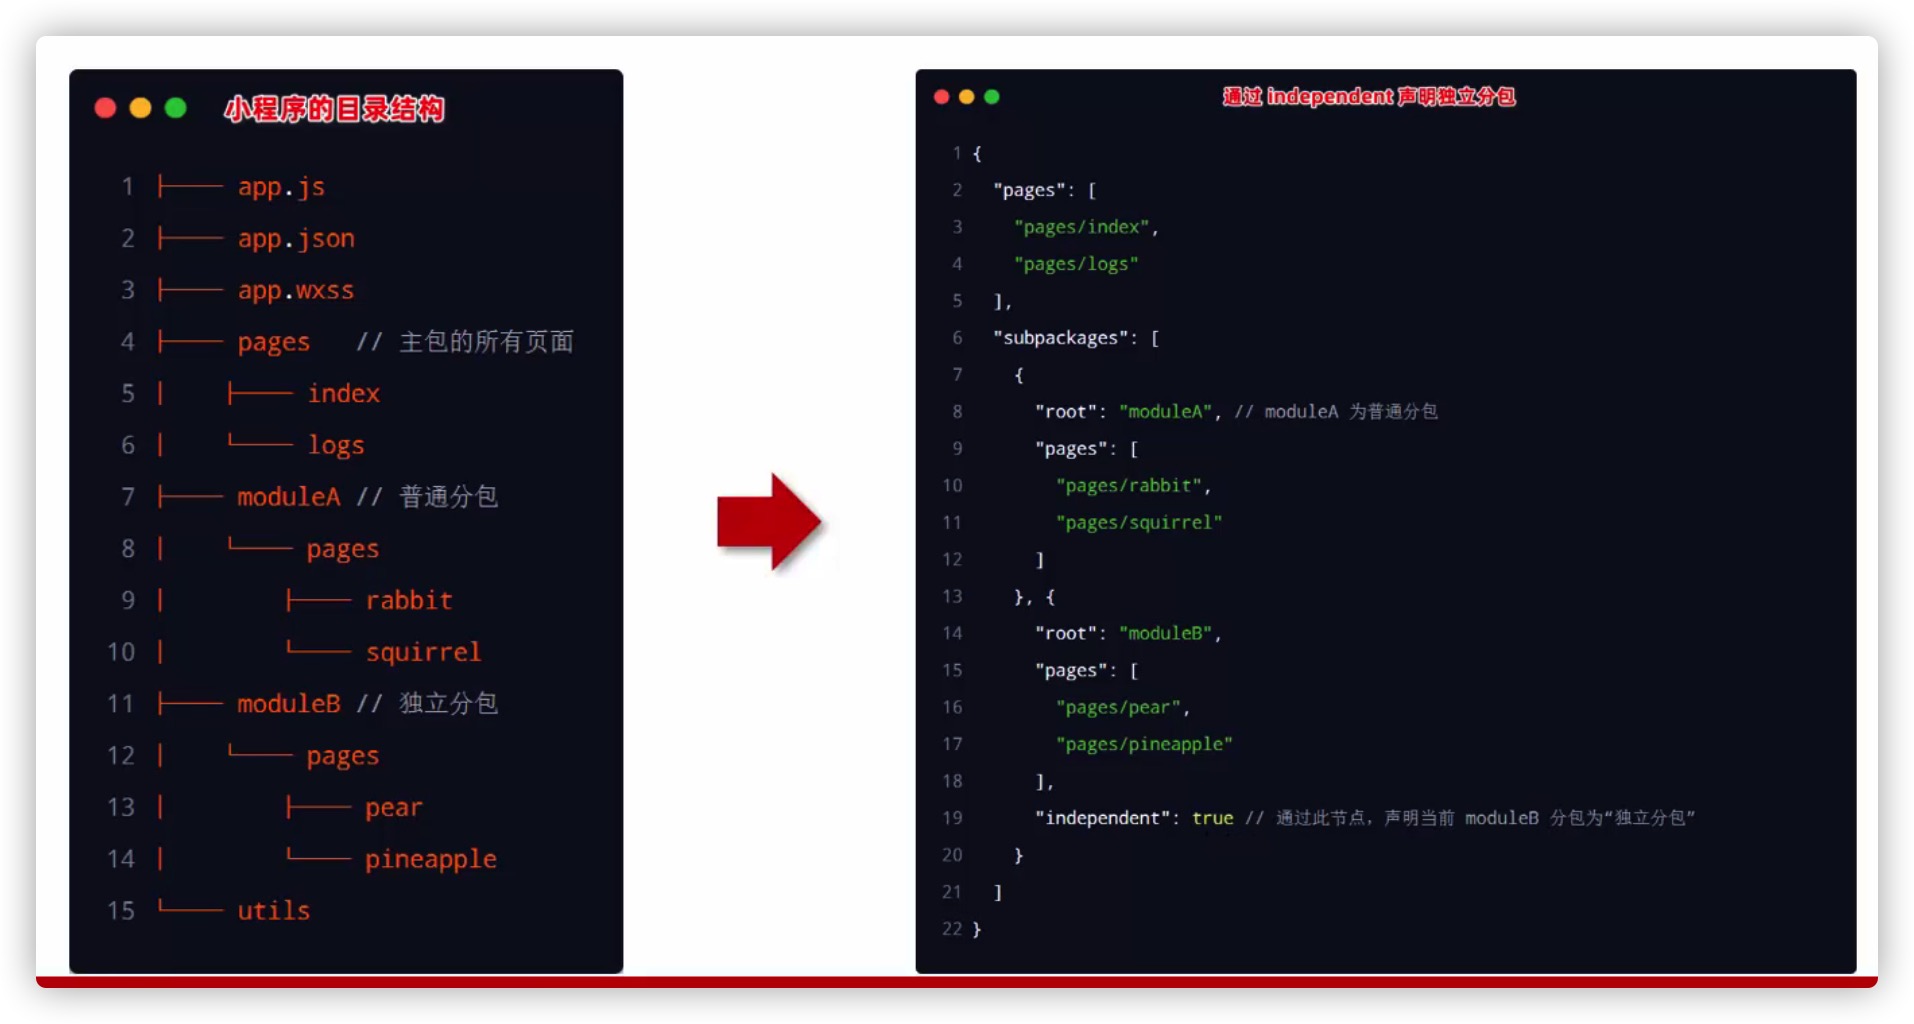 小程序的目录结构
1 ├── app.js
2 ├── app.json
3 ├── app.wxss
4 ├── pages // 主包的所有页面
5 │ ├── index
6 │ └── logs
7 ├── moduleA // 普通分包
8 │ └── pages
9 │ ├── rabbit
10 │ └── squirrel
11 ├── moduleB // 独立分包
12 │ └── pages
13 │ ├── pear
14 │ └── pineapple
15 └── utils
通过 independent 声明独立分包
1 {
2 "pages": [
3 "pages/index",
4 "pages/logs"
5 ],
6 "subpackages": [
7 {
8 "root": "moduleA", // moduleA 为普通分包
9 "pages": [
10 "pages/rabbit",
11 "pages/squirrel"
12 ]
13 }, {
14 "root": "moduleB",
15 "pages": [
16 "pages/pear",
17 "pages/pineapple"
18 ],
19 "independent": true // 通过此节点，声明当前 moduleB 分包为“独立分包”
20 }
21 ]
22 }